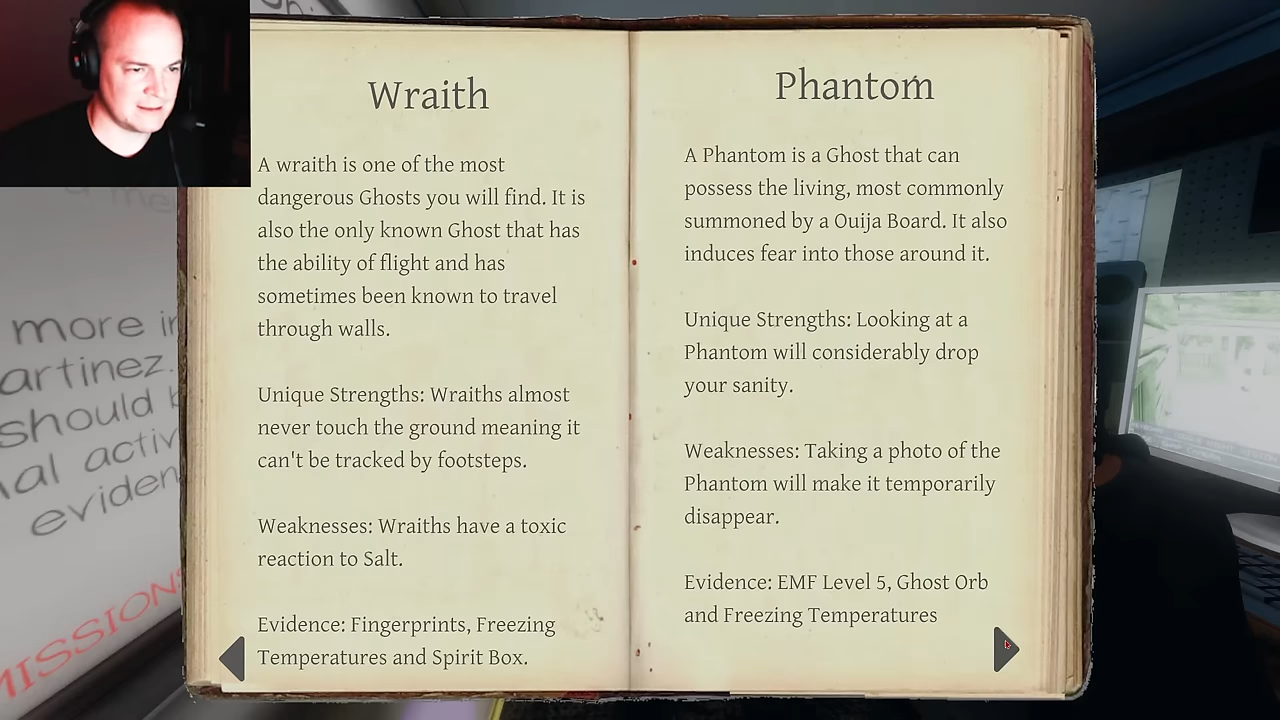 Wraith
A wraith is one of the most
dangerous Ghosts you will find. It is
also the only known Ghost that has
the ability of flight and has
sometimes been known to travel
through walls.
Unique Strengths: Wraiths almost
never touch the ground meaning it
can't be tracked by footsteps.
Weaknesses: Wraiths have a toxic
reaction to Salt.
Evidence: Fingerprints, Freezing
Temperatures and Spirit Box.
Phantom
A Phantom is a Ghost that can
possess the living, most commonly
summoned by a Ouija Board. It also
induces fear into those around it.
Unique Strengths: Looking at a
Phantom will considerably drop
your sanity.
Weaknesses: Taking a photo of the
Phantom will make it temporarily
disappear.
Evidence: EMF Level 5, Ghost Orb
and Freezing Temperatures
more
should